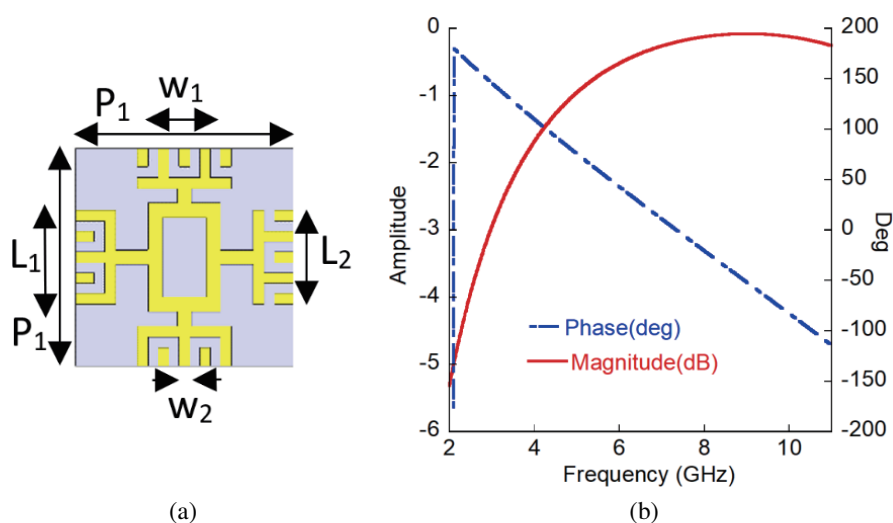 P₁
w₁
L₁
L₂
P₁
w₂
(a)
0
-1
-2
-3
-4
-5
-6
Amplitude
200
150
100
50
0
-50
-100
-150
-200
Deg
Phase(deg)
Magnitude(dB)
2
4
6
8
10
Frequency (GHz)
(b)